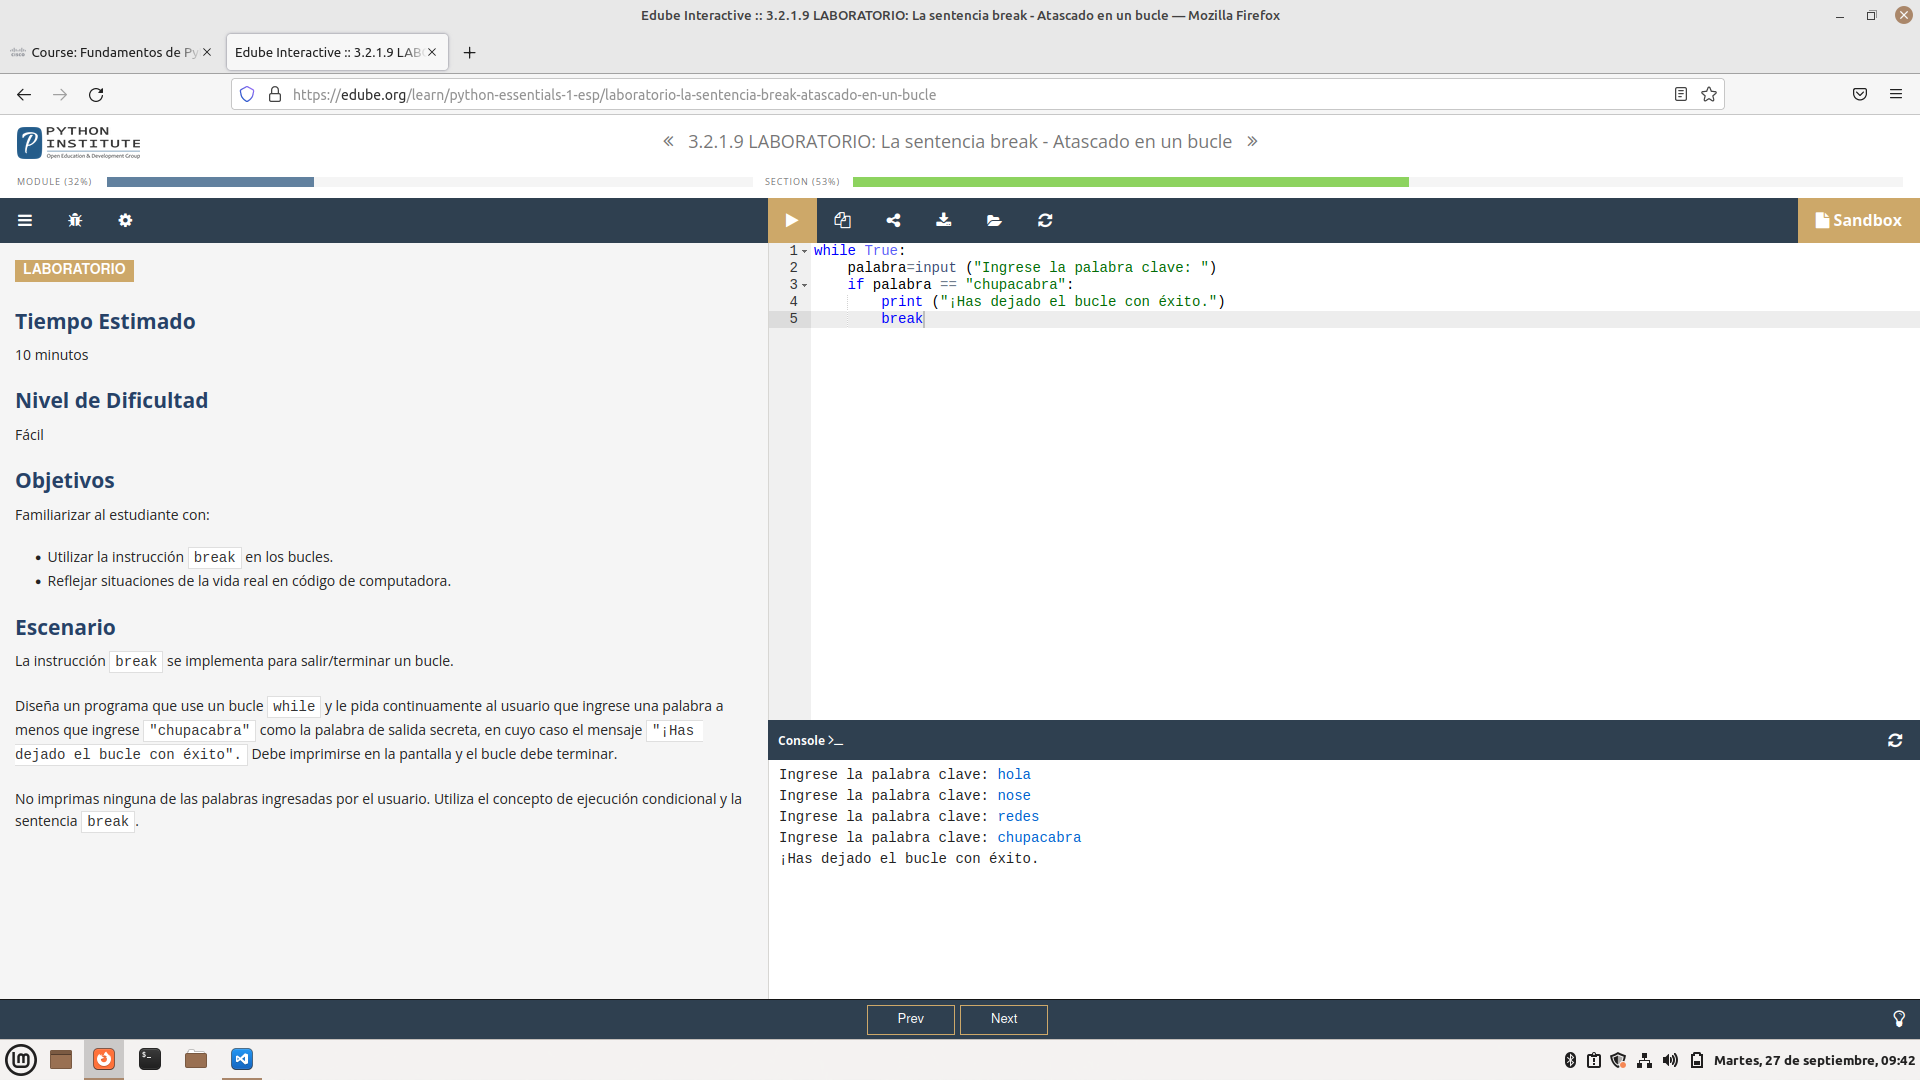 Edube Interactive :: 3.2.1.9 LABORATORIO: La sentencia break - Atascado en un bucle — Mozilla Firefox
Course: Fundamentos de Py
Edube Interactive :: 3.2.1.9 LAB
https://edube.org/learn/python-essentials-1-esp/laboratorio-la-sentencia-break-atascado-en-un-bucle
PYTHON
INSTITUTE
Open Education & Development Group
« 3.2.1.9 LABORATORIO: La sentencia break - Atascado en un bucle »
MODULE (32%)
SECTION (53%)
Sandbox
LABORATORIO
Tiempo Estimado
10 minutos
Nivel de Dificultad
Fácil
Objetivos
Familiarizar al estudiante con:
• Utilizar la instrucción break en los bucles.
• Reflejar situaciones de la vida real en código de computadora.
Escenario
La instrucción break se implementa para salir/terminar un bucle.
Diseña un programa que use un bucle while y le pida continuamente al usuario que ingrese una palabra a
menos que ingrese "chupacabra" como la palabra de salida secreta, en cuyo caso el mensaje "¡Has
dejado el bucle con éxito". Debe imprimirse en la pantalla y el bucle debe terminar.
No imprimas ninguna de las palabras ingresadas por el usuario. Utiliza el concepto de ejecución condicional y la
sentencia break.
1 while True:
2     palabra=input ("Ingrese la palabra clave: ")
3     if palabra == "chupacabra":
4         print ("¡Has dejado el bucle con éxito.")
5         break
Console >_
Ingrese la palabra clave: hola
Ingrese la palabra clave: nose
Ingrese la palabra clave: redes
Ingrese la palabra clave: chupacabra
¡Has dejado el bucle con éxito.
Prev
Next
Martes, 27 de septiembre, 09:42